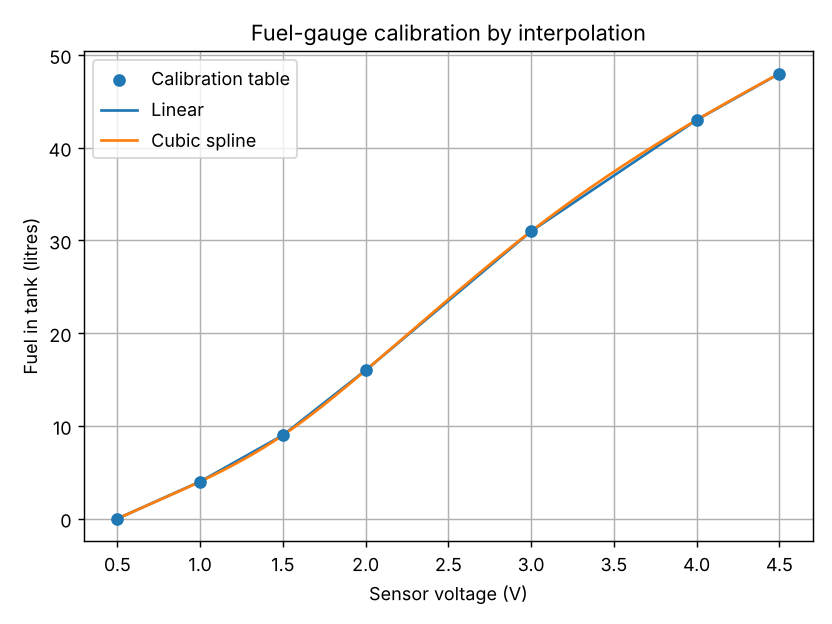 Fuel-gauge calibration by interpolation
Calibration table
Linear
Cubic spline
Fuel in tank (litres)
50
40
30
20
10
0
0.5 1.0 1.5 2.0 2.5 3.0 3.5 4.0 4.5
Sensor voltage (V)